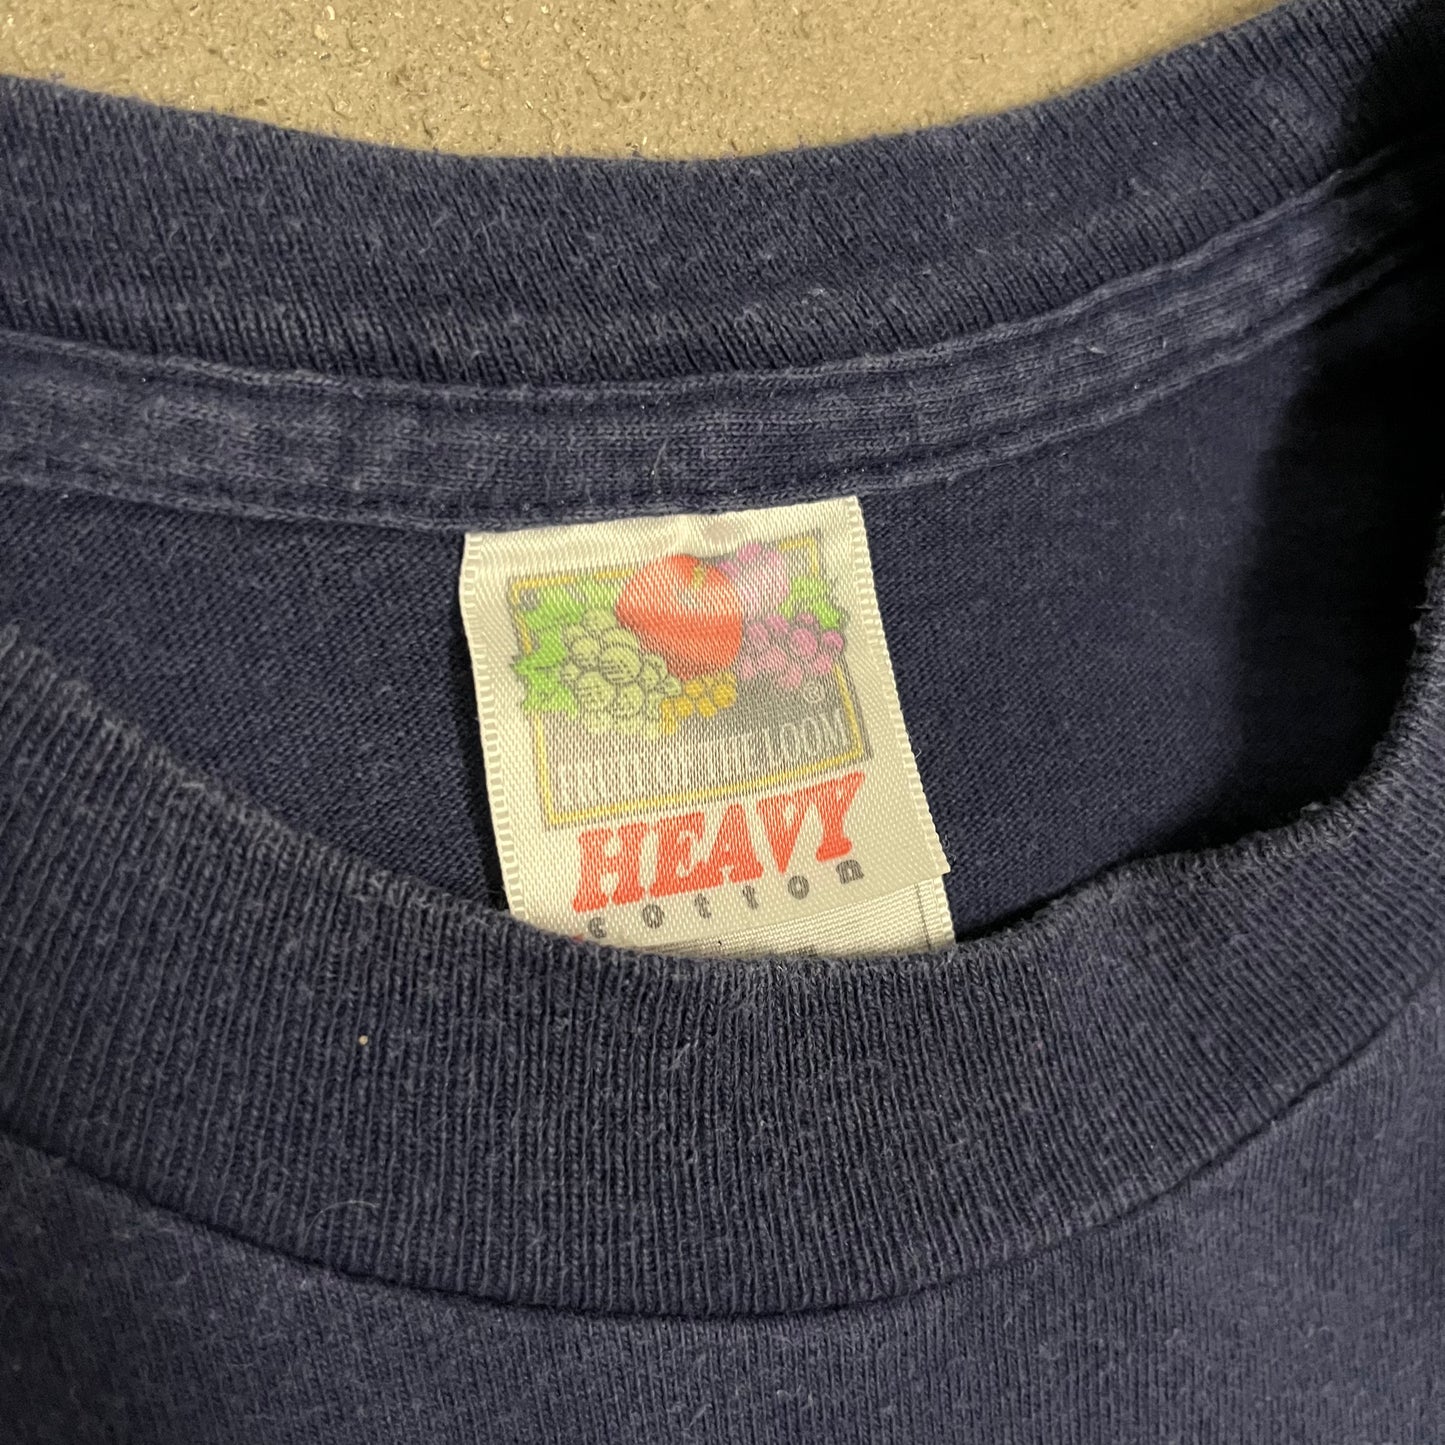 ®
FRUIT OF THE LOOM
HEAVY
cotton